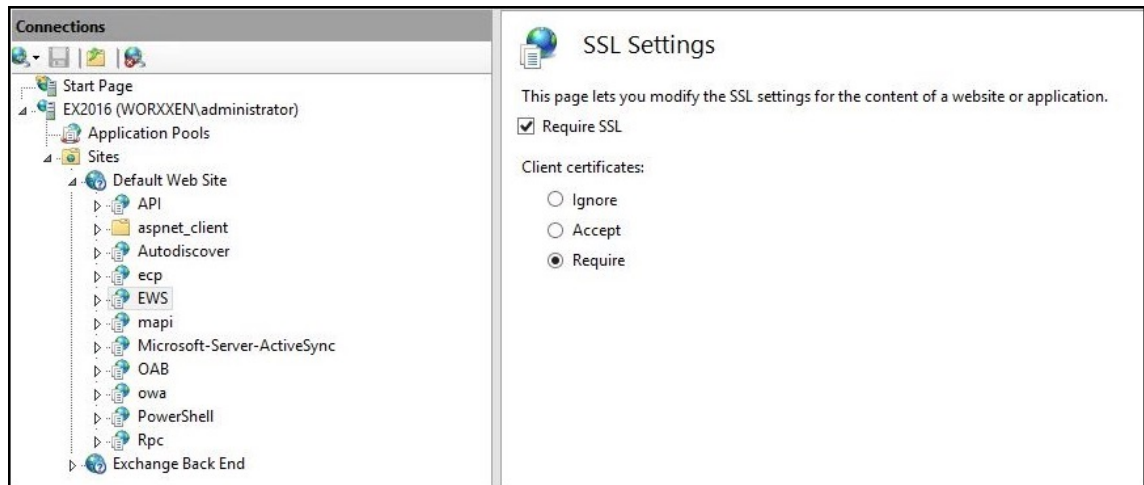 Connections
Start Page
EX2016 (WORXXEN\administrator)
Application Pools
Sites
Default Web Site
API
aspnet_client
Autodiscover
ecp
EWS
mapi
Microsoft-Server-ActiveSync
OAB
owa
PowerShell
Rpc
Exchange Back End
SSL Settings
This page lets you modify the SSL settings for the content of a website or application.
Require SSL
Client certificates:
Ignore
Accept
Require